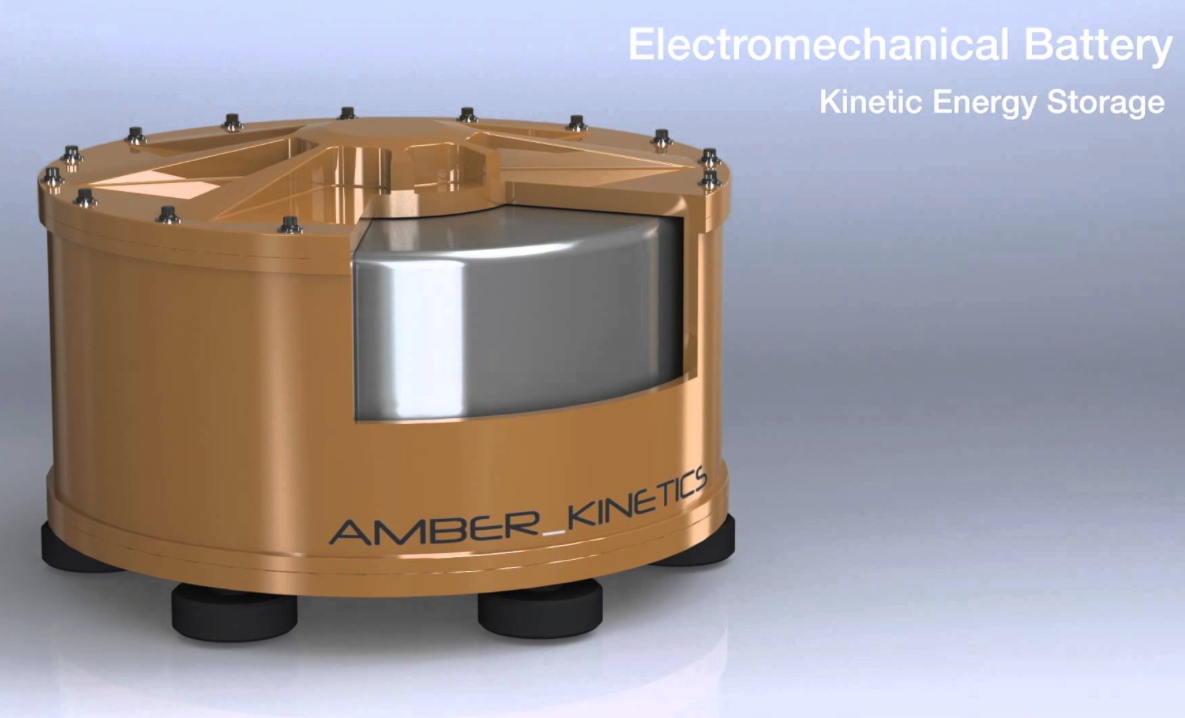 Electromechanical Battery
Kinetic Energy Storage
AMBER_KINETICS